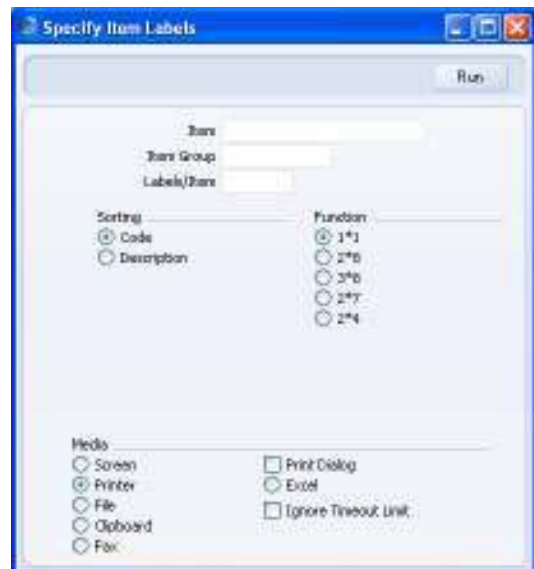 Specify Item Labels
Run
Item
Item Group
Labels/Item
Sorting
Code
Description
Function
1*1
2*8
3*8
2*7
2*4
Media
Screen
Printer
File
Clipboard
Fax
Print Dialog
Excel
Ignore Timeout Limit